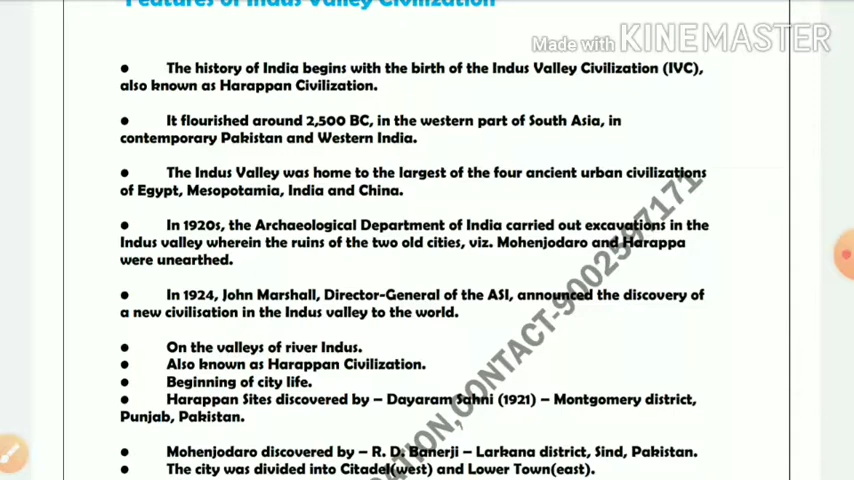 Features of Indus Valley Civilization
Made with KINEMASTER
● The history of India begins with the birth of the Indus Valley Civilization (IVC),
also known as Harappan Civilization.
● It flourished around 2,500 BC, in the western part of South Asia, in
contemporary Pakistan and Western India.
● The Indus Valley was home to the largest of the four ancient urban civilizations
of Egypt, Mesopotamia, India and China.
● In 1920s, the Archaeological Department of India carried out excavations in the
Indus valley wherein the ruins of the two old cities, viz. Mohenjodaro and Harappa
were unearthed.
● In 1924, John Marshall, Director-General of the ASI, announced the discovery of
a new civilisation in the Indus valley to the world.
● On the valleys of river Indus.
● Also known as Harappan Civilization.
● Beginning of city life.
● Harappan Sites discovered by – Dayaram Sahni (1921) – Montgomery district,
Punjab, Pakistan.
● Mohenjodaro discovered by – R. D. Banerji – Larkana district, Sind, Pakistan.
● The city was divided into Citadel(west) and Lower Town(east).
CONTACT-9002597171